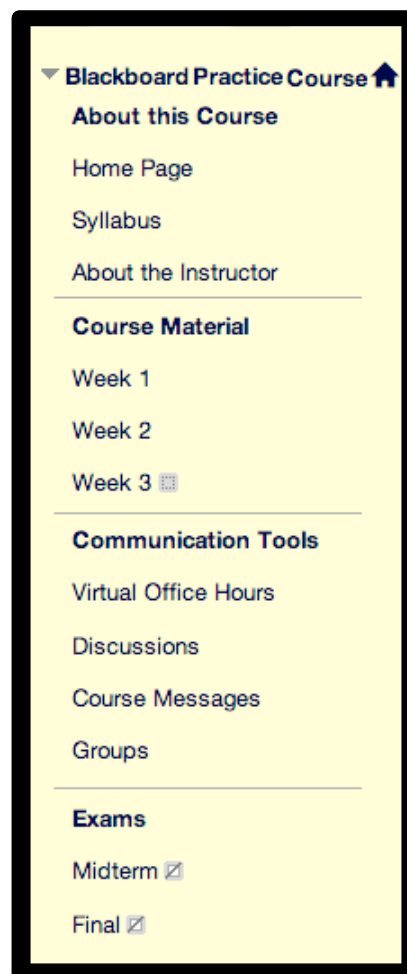 Blackboard Practice Course
About this Course
Home Page
Syllabus
About the Instructor
Course Material
Week 1
Week 2
Week 3
Communication Tools
Virtual Office Hours
Discussions
Course Messages
Groups
Exams
Midterm
Final